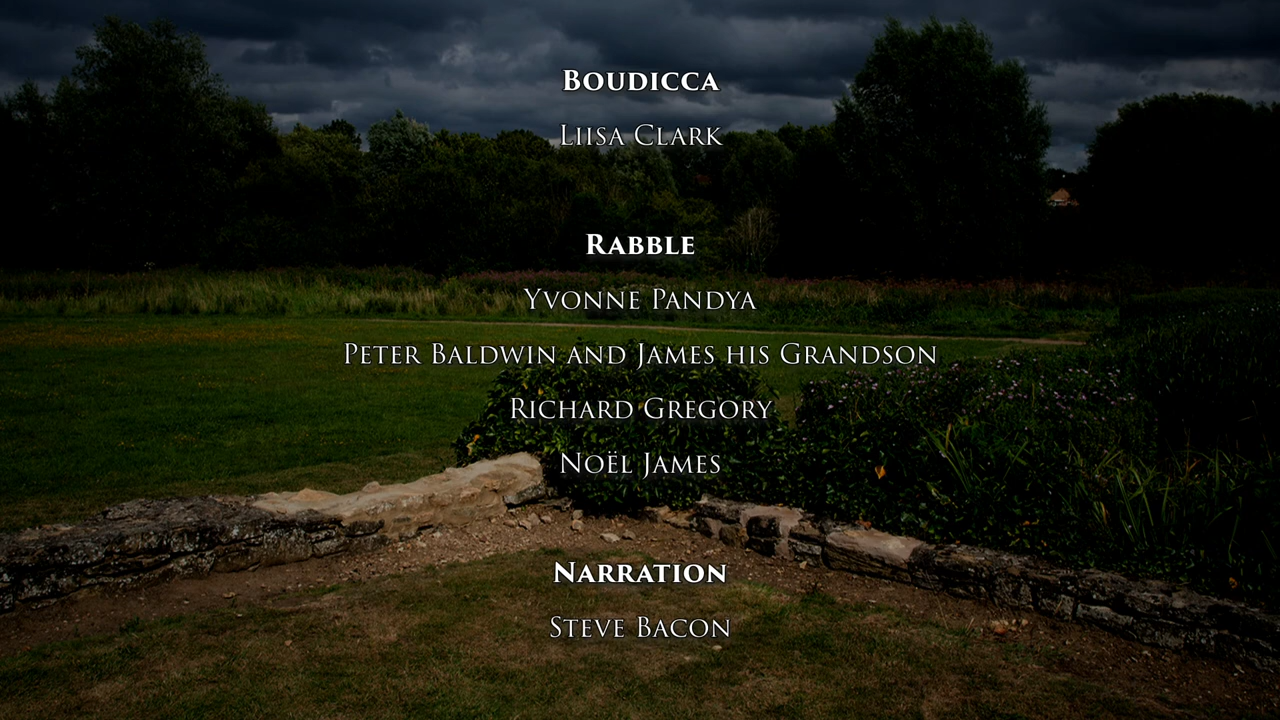 Boudicca
Liisa Clark
Rabble
Yvonne Pandya
Peter Baldwin and James his Grandson
Richard Gregory
Noël James
Narration
Steve Bacon